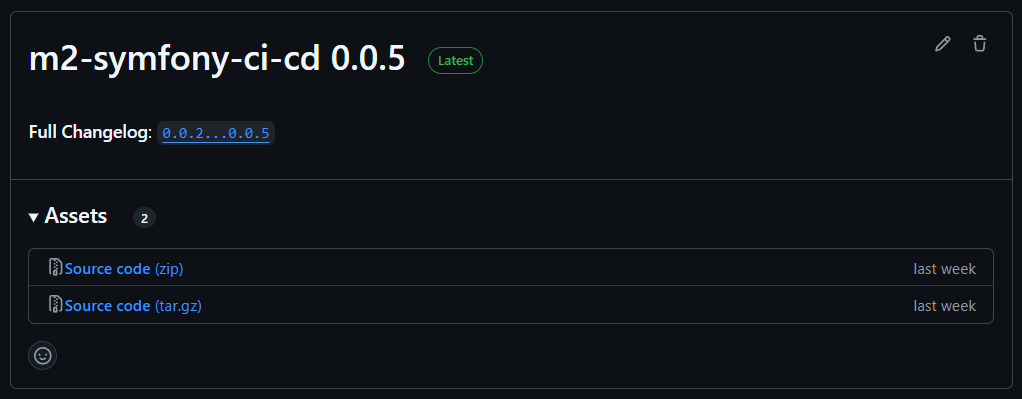 m2-symfony-ci-cd 0.0.5 Latest
Full Changelog: 0.0.2...0.0.5
Assets 2
Source code (zip) last week
Source code (tar.gz) last week